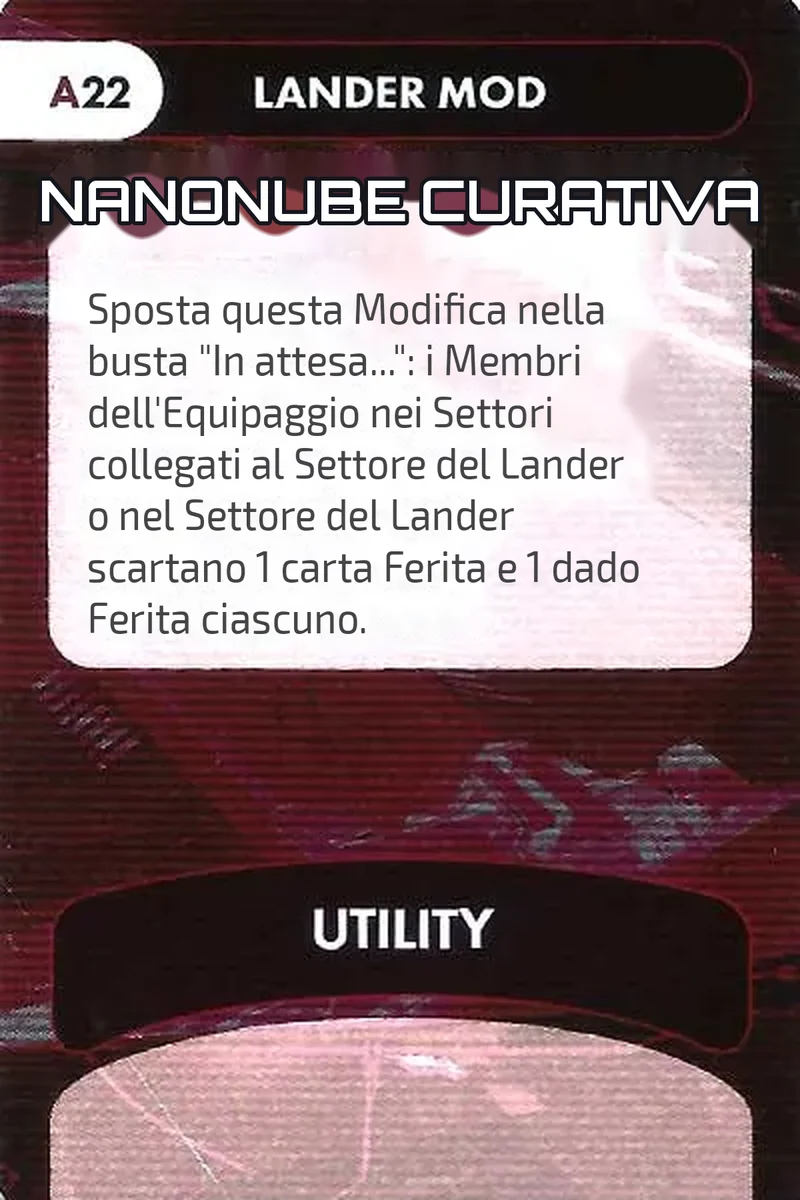 A22
LANDER MOD
NANONUBE CURATIVA
Sposta questa Modifica nella
busta "In attesa...": i Membri
dell'Equipaggio nei Settori
collegati al Settore del Lander
o nel Settore del Lander
scartano 1 carta Ferita e 1 dado
Ferita ciascuno.
UTILITY